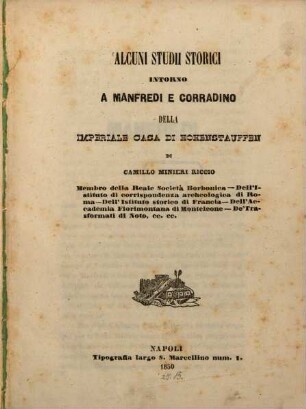 ALCUNI STUDII STORICI
INTORNO
A MANFREDI E CORRADINO
DELLA
IMPERIALE CASA DI HOHENSTAUFFEN
DI
CAMILLO MINIERI RICCIO
Membro della Reale Società Borbonica — Dell'I-
stituto di corrispondenza archeologica di Ro-
ma — Dell'Istituto storico di Francia — Dell'Ac-
cademia Florimontana di Monteleone — De'Tra-
sformati di Noto, ec. ec.
NAPOLI
Tipografia largo S. Marcellino num. 1.
1850